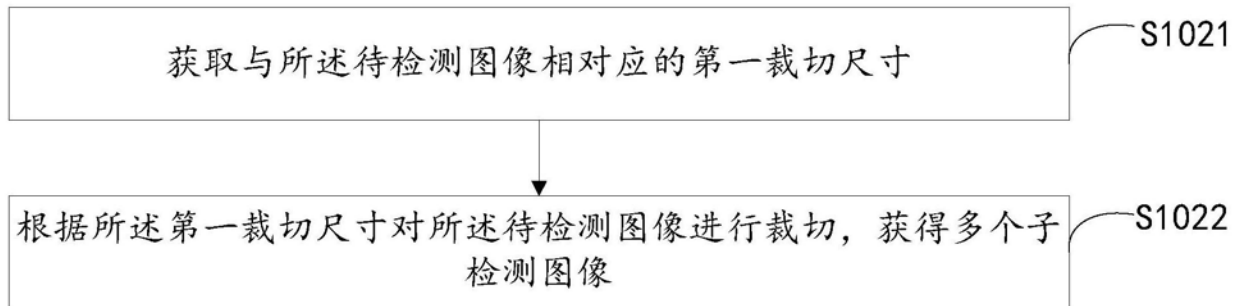 获取与所述待检测图像相对应的第一裁切尺寸
S1021
根据所述第一裁切尺寸对所述待检测图像进行裁切，获得多个子
检测图像
S1022